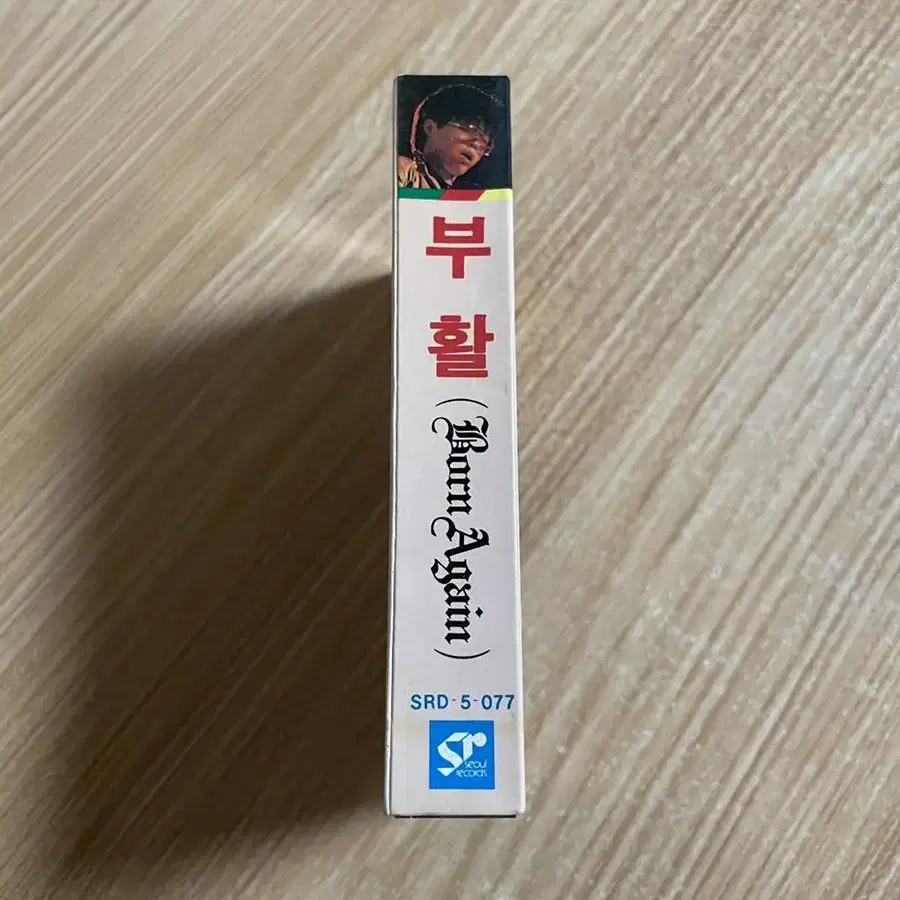 부활
(Born Again)
SRD-5-077
Sr
seoul
records